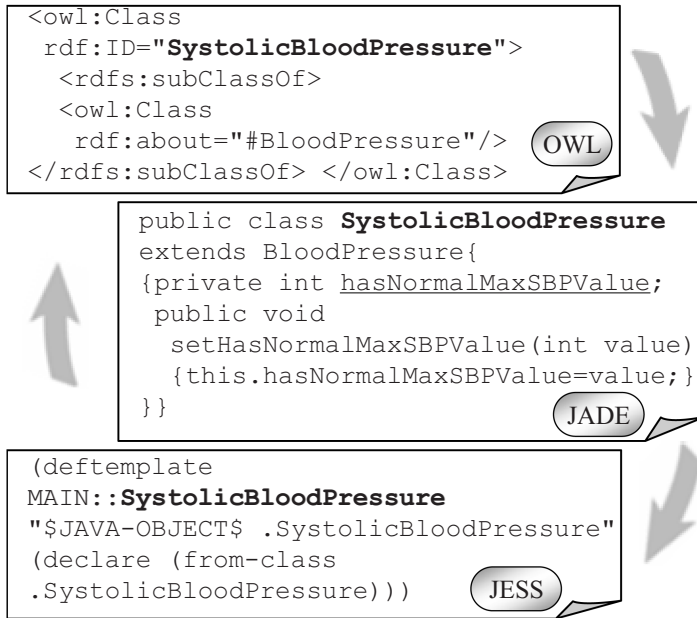 <owl:Class
rdf:ID="SystolicBloodPressure">
<rdfs:subClassOf>
<owl:Class
rdf:about="#BloodPressure"/>
OWL
</rdfs:subClassOf> </owl:Class>
public class SystolicBloodPressure
extends BloodPressure{
{private int hasNormalMaxSBPValue;
public void
setHasNormalMaxSBPValue(int value)
{this.hasNormalMaxSBPValue=value;}
}}
JADE
(deftemplate
MAIN::SystolicBloodPressure
"$JAVA-OBJECT$ .SystolicBloodPressure"
(declare (from-class
.SystolicBloodPressure)))
JESS